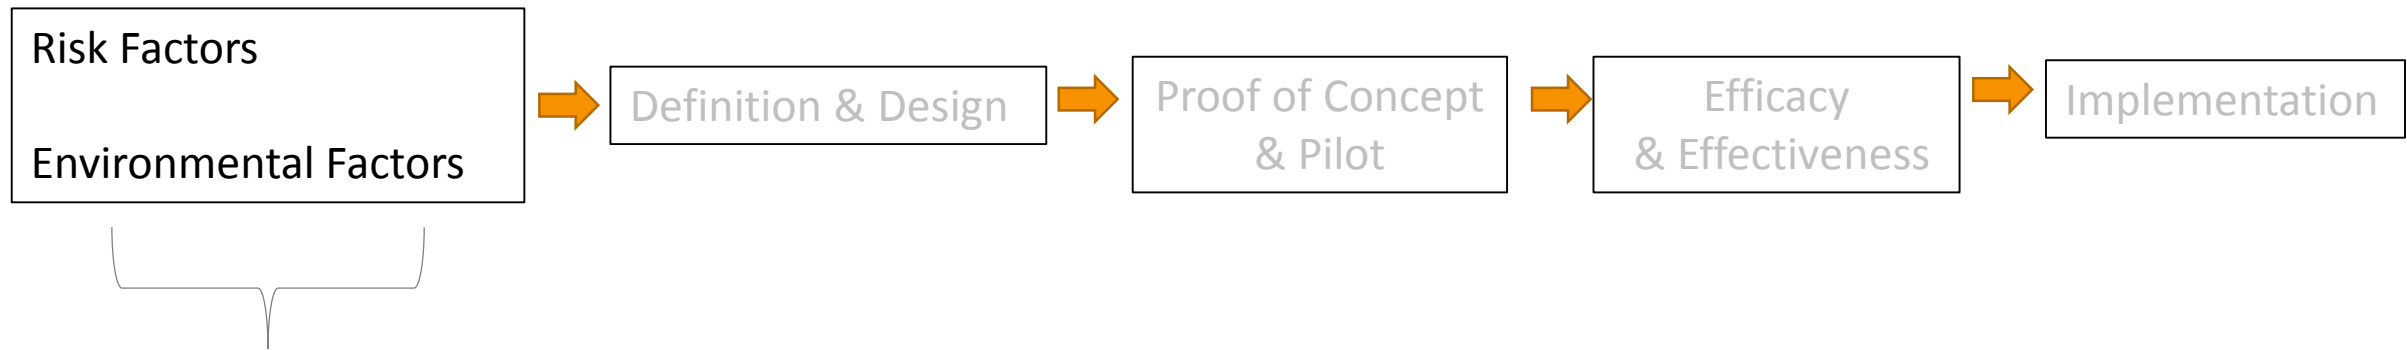 Risk Factors
Environmental Factors
Definition & Design
Proof of Concept
& Pilot
Efficacy
& Effectiveness
Implementation